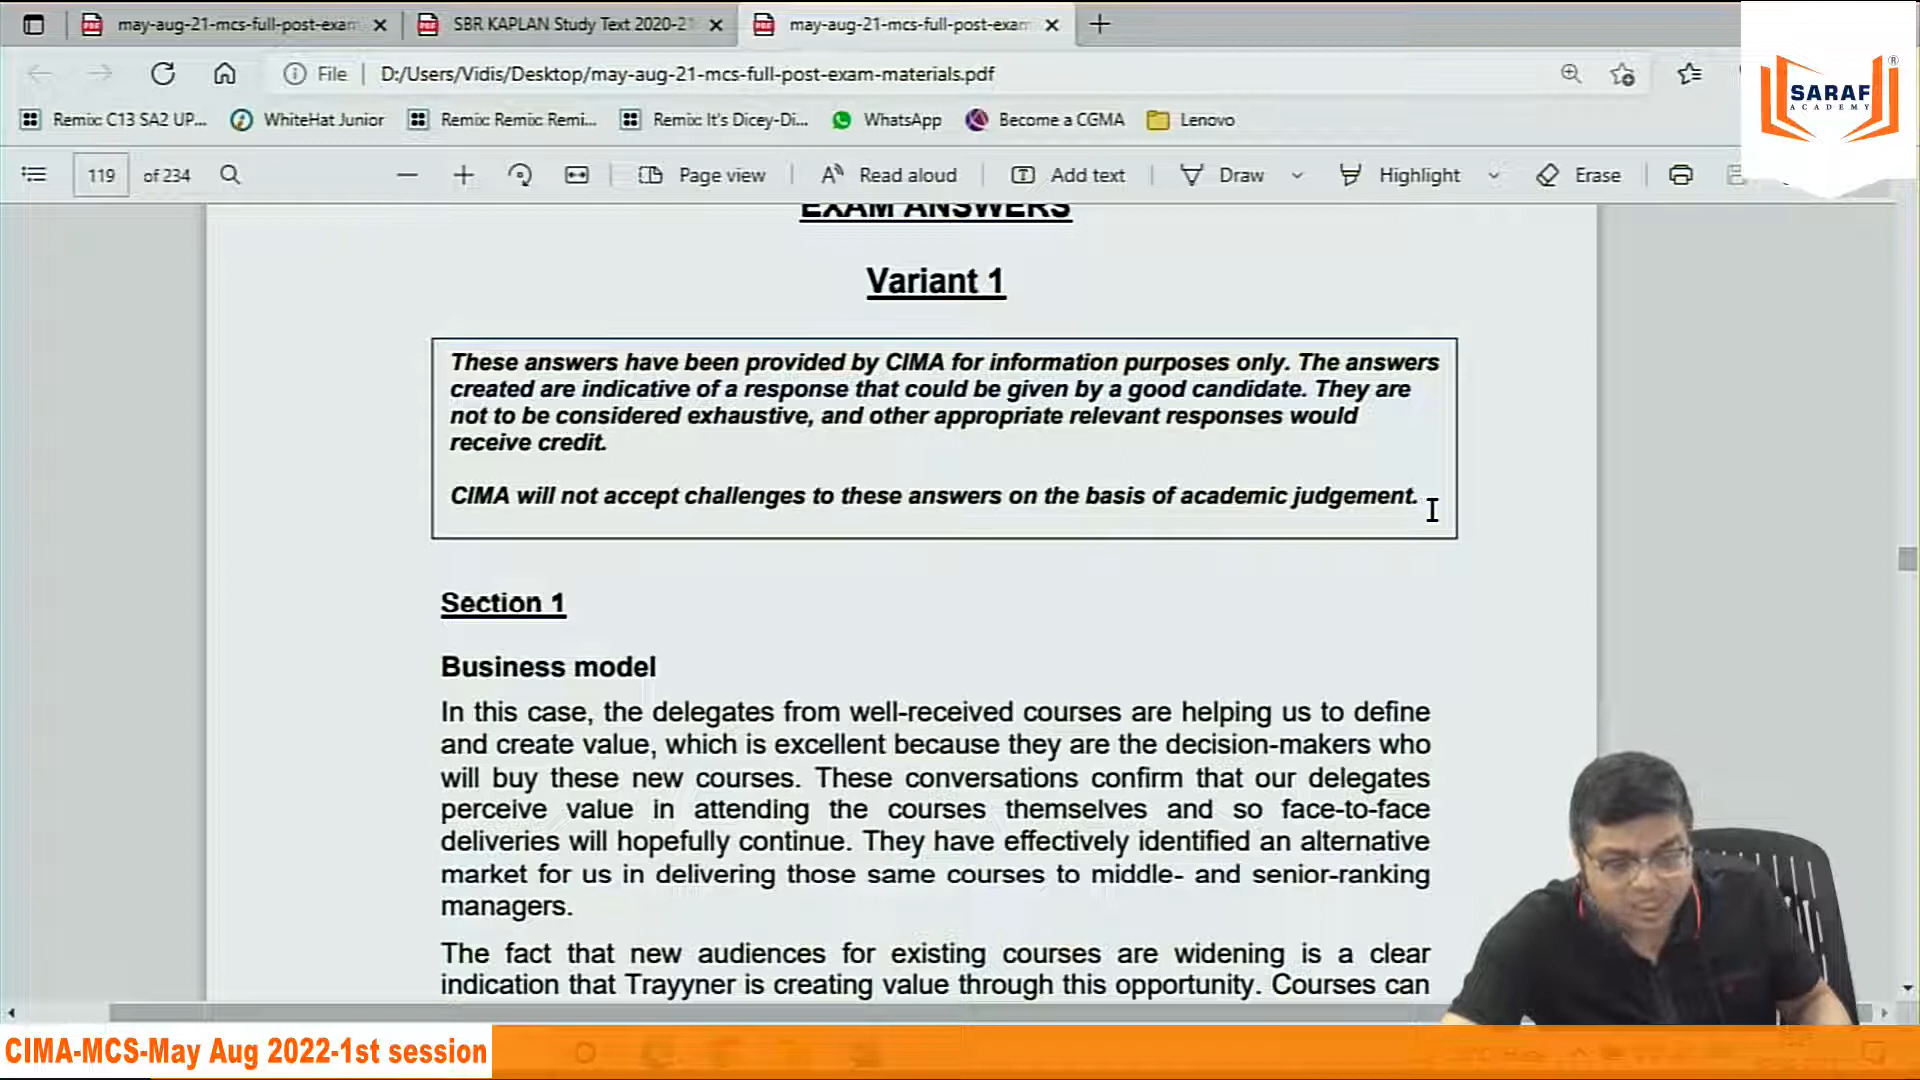 may-aug-21-mcs-full-post-exam
SBR KAPLAN Study Text 2020-21
may-aug-21-mcs-full-post-exam
File
D:/Users/Vidis/Desktop/may-aug-21-mcs-full-post-exam-materials.pdf
SARAF
ACADEMY
®
Remix: C13 SA2 UP...
WhiteHat Junior
Remix: Remix: Remi...
Remix: It's Dicey-Di...
WhatsApp
Become a CGMA
Lenovo
119 of 234
Page view
Read aloud
Add text
Draw
Highlight
Erase
EXAM ANSWERS
Variant 1
These answers have been provided by CIMA for information purposes only. The answers
created are indicative of a response that could be given by a good candidate. They are
not to be considered exhaustive, and other appropriate relevant responses would
receive credit.
CIMA will not accept challenges to these answers on the basis of academic judgement.
Section 1
Business model
In this case, the delegates from well-received courses are helping us to define
and create value, which is excellent because they are the decision-makers who
will buy these new courses. These conversations confirm that our delegates
perceive value in attending the courses themselves and so face-to-face
deliveries will hopefully continue. They have effectively identified an alternative
market for us in delivering those same courses to middle- and senior-ranking
managers.
The fact that new audiences for existing courses are widening is a clear
indication that Trayyner is creating value through this opportunity. Courses can
CIMA-MCS-May Aug 2022-1st session